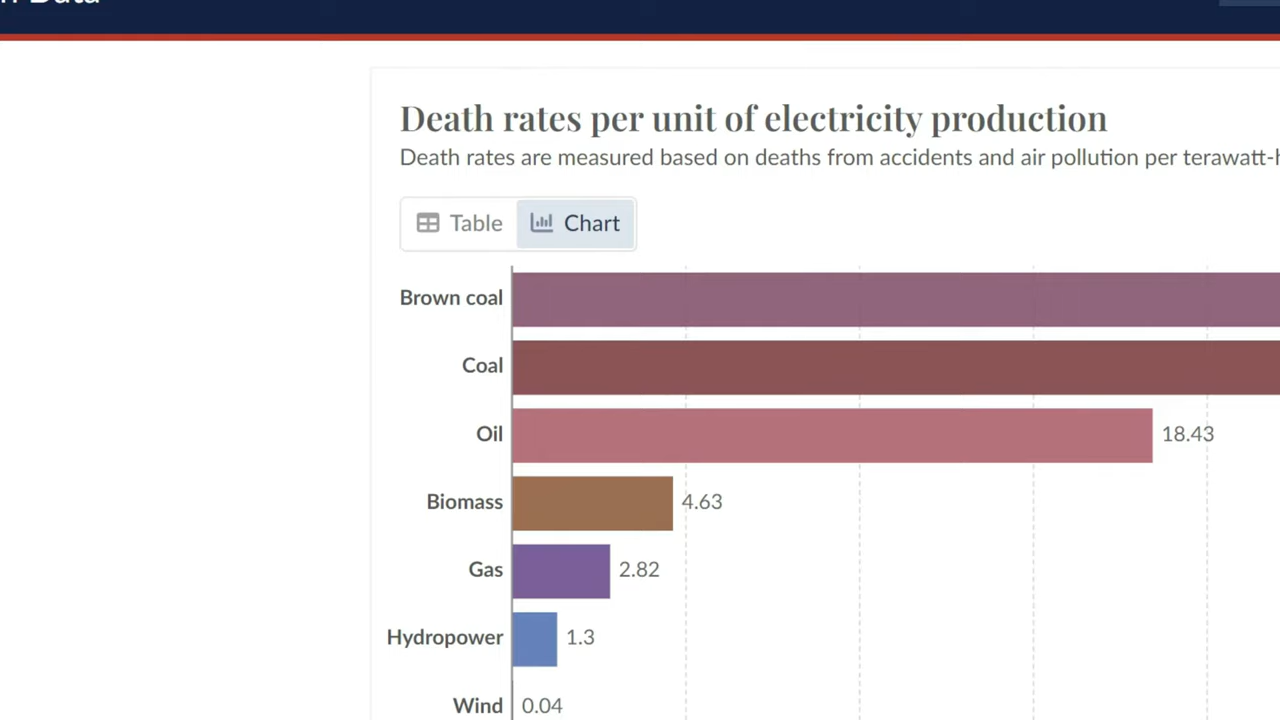 Data
Death rates per unit of electricity production
Death rates are measured based on deaths from accidents and air pollution per
Table
Chart
Brown coal
Coal
Oil 18.43
Biomass 4.63
Gas 2.82
Hydropower 1.3
Wind 0.04